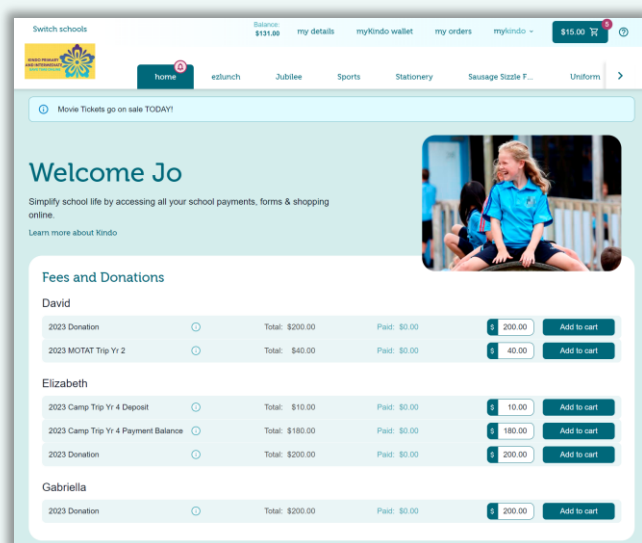 Switch schools
Balance:
$131.00
my details
myKindo wallet
my orders
mykindo
$15.00
5
KINDO PRIMARY
AND INTERMEDIATE
home
ezlunch
Jubilee
Sports
Stationery
Sausage Sizzle F...
Uniform
Movie Tickets go on sale TODAY!
Welcome Jo
Simplify school life by accessing all your school payments, forms & shopping
online.
Learn more about Kindo
Fees and Donations
David
2023 Donation Total: $200.00 Paid: $0.00 $ 200.00 Add to cart
2023 MOTAT Trip Yr 2 Total: $40.00 Paid: $0.00 $ 40.00 Add to cart
Elizabeth
2023 Camp Trip Yr 4 Deposit Total: $10.00 Paid: $0.00 $ 10.00 Add to cart
2023 Camp Trip Yr 4 Payment Balance Total: $180.00 Paid: $0.00 $ 180.00 Add to cart
2023 Donation Total: $200.00 Paid: $0.00 $ 200.00 Add to cart
Gabriella
2023 Donation Total: $200.00 Paid: $0.00 $ 200.00 Add to cart